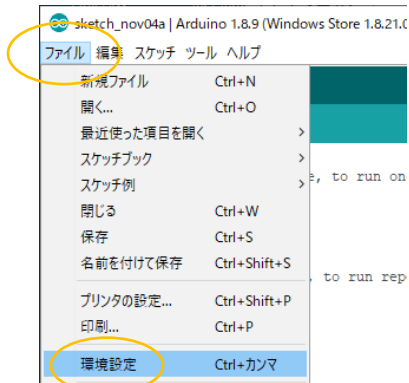 sketch_nov04a | Arduino 1.8.9 (Windows Store 1.8.21.0
ファイル 編集 スケッチ ツール ヘルプ
新規ファイル Ctrl+N
開く... Ctrl+O
最近使った項目を開く >
スケッチブック >
スケッチ例 >
e, to run on
閉じる Ctrl+W
保存 Ctrl+S
名前を付けて保存 Ctrl+Shift+S
, to run rep
プリンタの設定... Ctrl+Shift+P
印刷... Ctrl+P
環境設定 Ctrl+カンマ